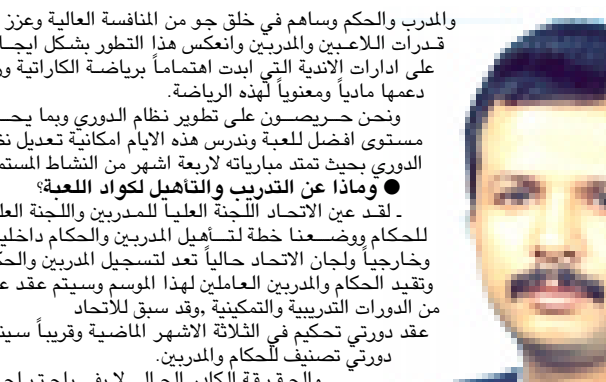 والمدرب والحكم وساهم في خلق جو من المنافسة العالية وعزز
قدرات اللاعبين والمدربين وانعكس هذا التطور بشكل ايجـا
على ادارات الاندية التي ابدت اهتماماً برياضة الكاراتية و
دعمها مادياً ومعنوياً لهذه الرياضة.
ونحن حريصون على تطوير نظام الدوري وبما يحـ
مستوى افضل للعبة وندرس هذه الايام امكانية تعديل نظ
الدوري بحيث تمتد مبارياته لاربعة اشهر من النشاط المستم
● وماذا عن التدريب والتأهيل لكواد اللعبة؟
ـ لقد عين الاتحاد اللجنة العليا للمدربين واللجنة العل
للحكام ووضعنا خطة لتأهيل المدربين والحكام داخلي
وخارجياً ولجان الاتحاد حالياً تعد لتسجيل المدربين والحك
وتقيد الحكام والمدربين العاملين لهذا الموسم وسيتم عقد ع
من الدورات التدريبية والتمكينية ,وقد سبق للأتحاد
عقد دورتي تحكيم في الثلاثة الاشهر الماضية وقريباً سين
دورتي تصنيف للحكام والمدربين.